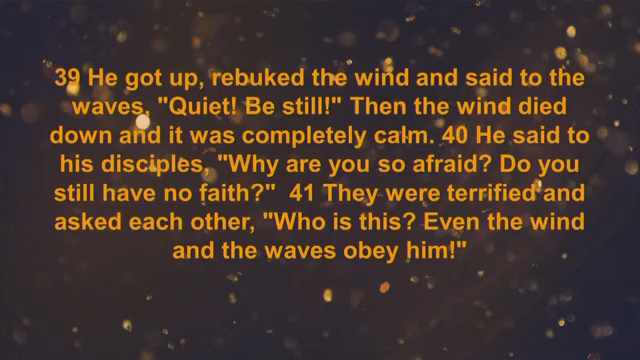 39 He got up, rebuked the wind and said to the
waves, "Quiet! Be still!" Then the wind died
down and it was completely calm. 40 He said to
his disciples, "Why are you so afraid? Do you
still have no faith?"  41 They were terrified and
asked each other, "Who is this? Even the wind
and the waves obey him!"